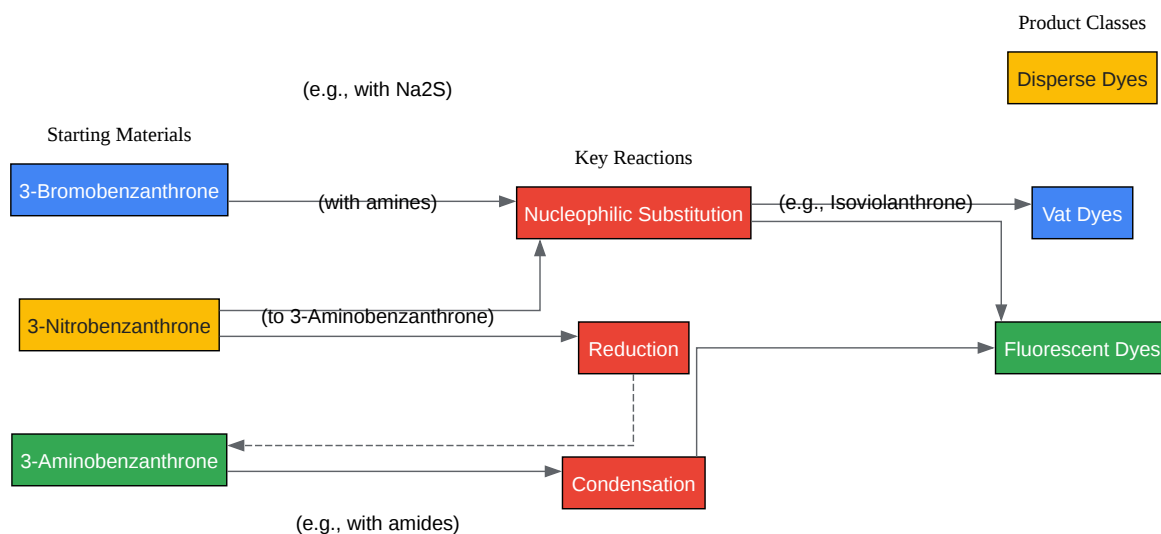 Product Classes
Disperse Dyes
(e.g., with Na2S)
Starting Materials
Key Reactions
3-Bromobenzanthrone
(with amines)
Nucleophilic Substitution
(e.g., Isoviolanthrone)
Vat Dyes
3-Nitrobenzanthrone
(to 3-Aminobenzanthrone)
Reduction
Fluorescent Dyes
3-Aminobenzanthrone
Condensation
(e.g., with amides)